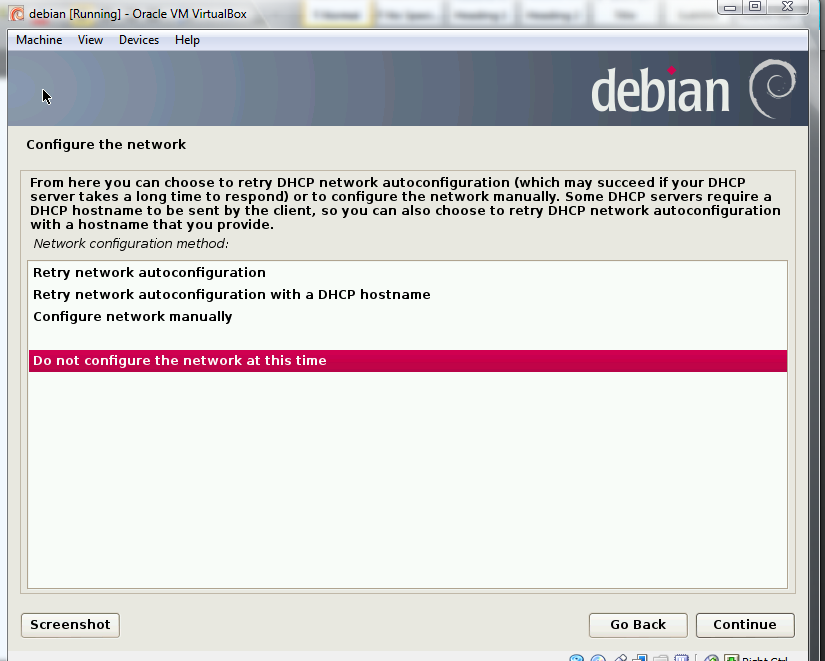 debian [Running] - Oracle VM VirtualBox
Machine View Devices Help
debian
Configure the network
From here you can choose to retry DHCP network autoconfiguration (which may succeed if your DHCP
server takes a long time to respond) or to configure the network manually. Some DHCP servers require a
DHCP hostname to be sent by the client, so you can also choose to retry DHCP network autoconfiguration
with a hostname that you provide.
Network configuration method:
Retry network autoconfiguration
Retry network autoconfiguration with a DHCP hostname
Configure network manually
Do not configure the network at this time
Screenshot Go Back Continue
Right Ctrl